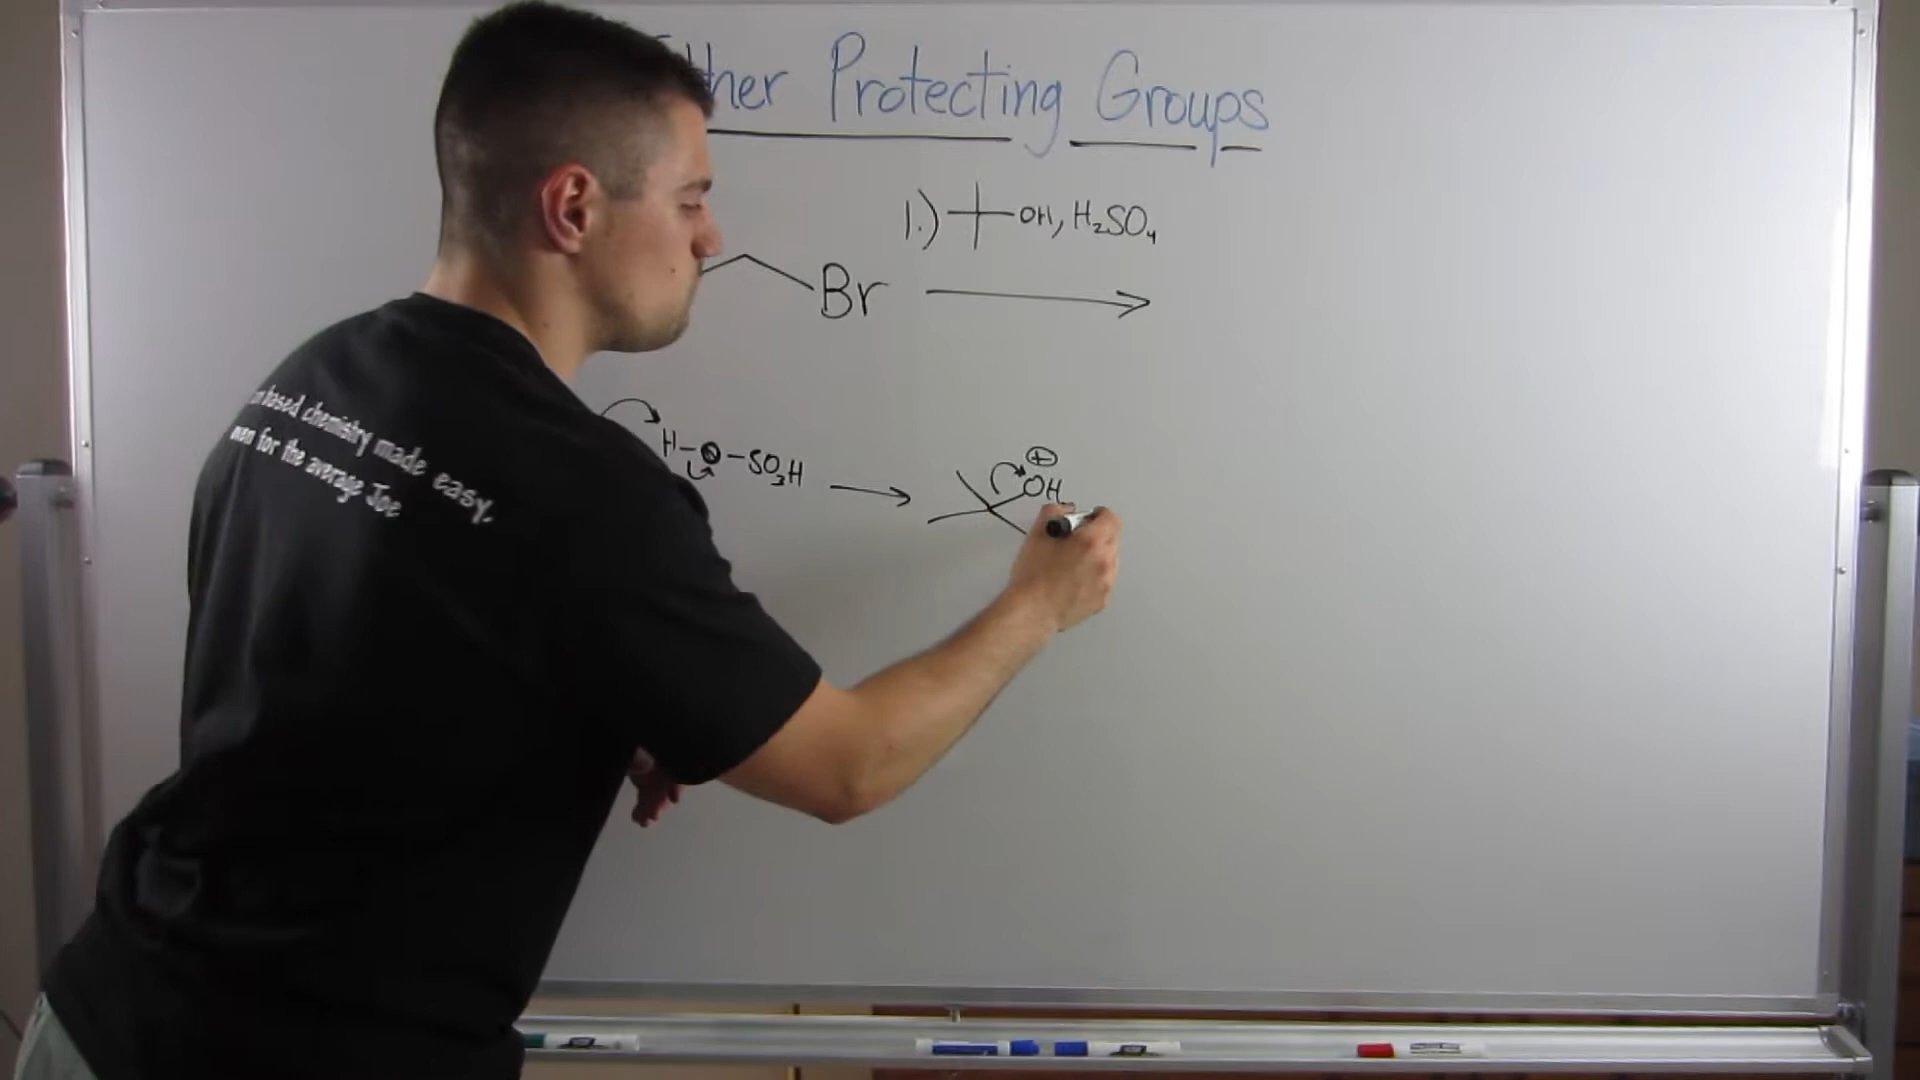 Protecting Groups
1.) OH, H₂SO₄
Br
H-O-SO₃H
⊕
OH
based chemistry made easy,
for the average Joe